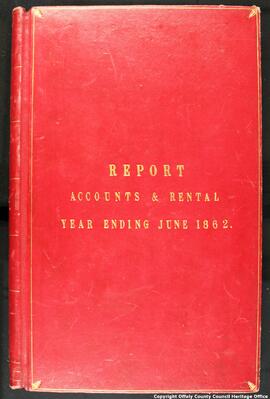 REPORT
ACCOUNTS & RENTAL
YEAR ENDING JUNE 1862.
Copyright Offaly County Council Heritage Office